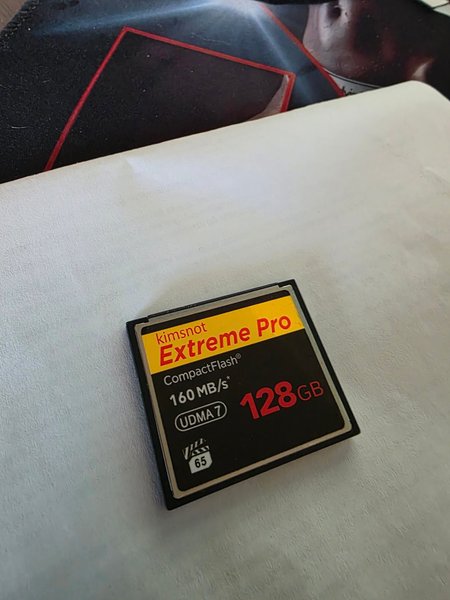 kimsnot
Extreme Pro
CompactFlash®
160 MB/s*
UDMA 7
128GB
65